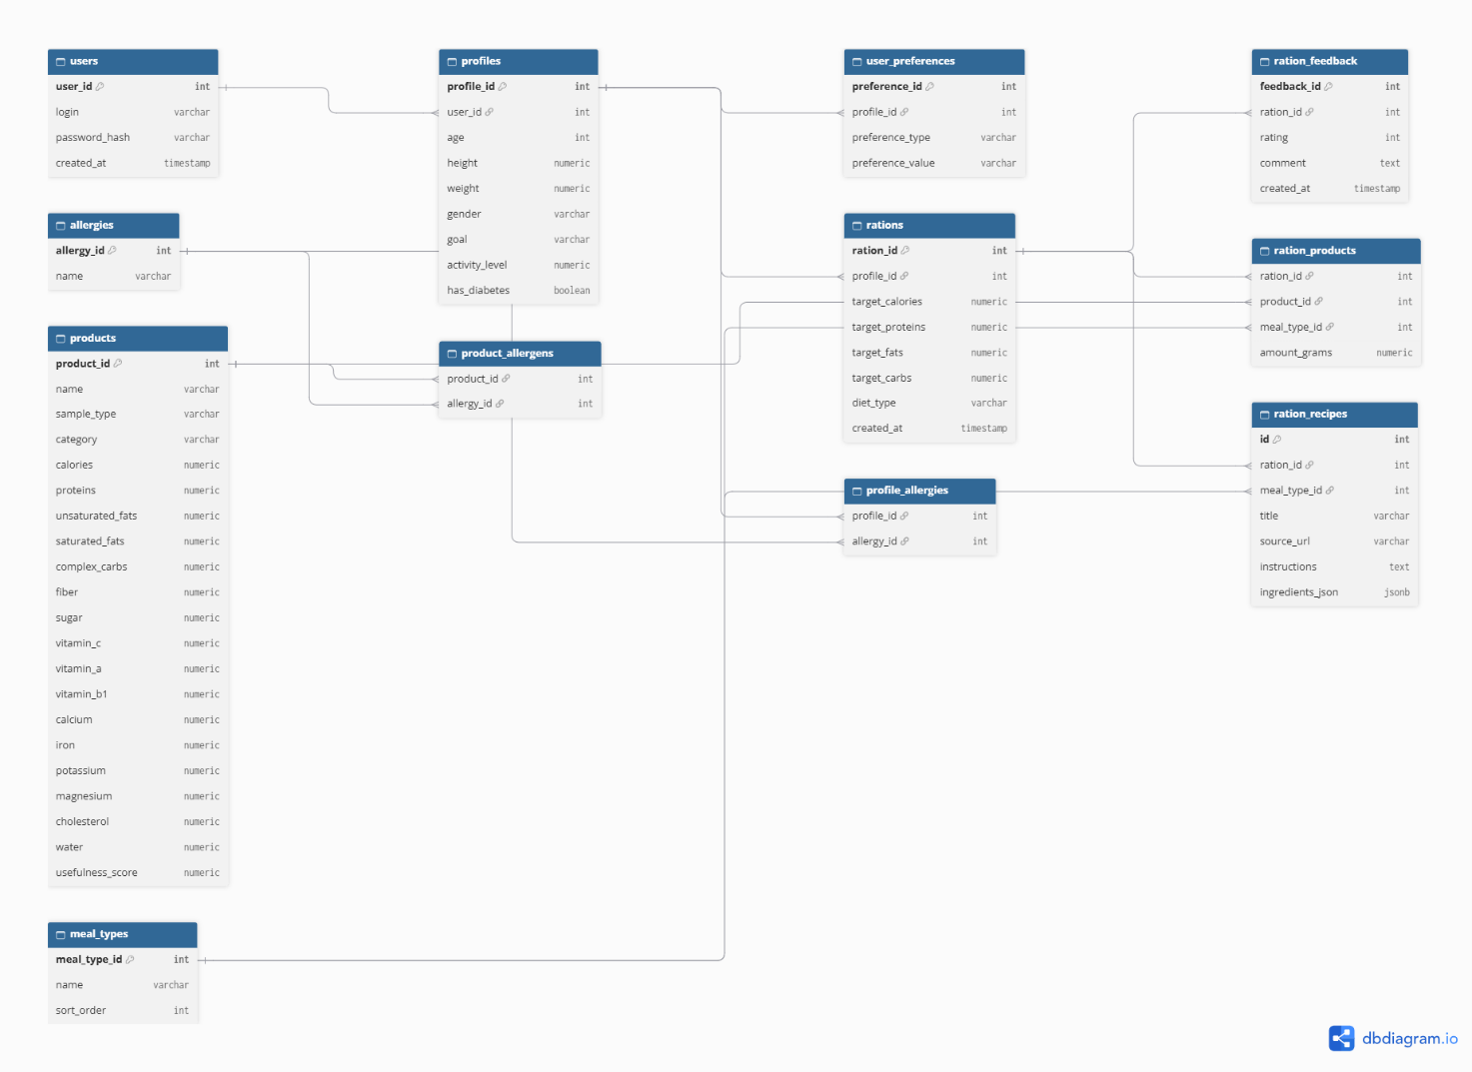 users
user_id int
login varchar
password_hash varchar
created_at timestamp
allergies
allergy_id int
name varchar
products
product_id int
name varchar
sample_type varchar
category varchar
calories numeric
proteins numeric
unsaturated_fats numeric
saturated_fats numeric
complex_carbs numeric
fiber numeric
sugar numeric
vitamin_c numeric
vitamin_a numeric
vitamin_b1 numeric
calcium numeric
iron numeric
potassium numeric
magnesium numeric
cholesterol numeric
water numeric
usefulness_score numeric
meal_types
meal_type_id int
name varchar
sort_order int
profiles
profile_id int
user_id int
age int
height numeric
weight numeric
gender varchar
goal varchar
activity_level numeric
has_diabetes boolean
product_allergens
product_id int
allergy_id int
user_preferences
preference_id int
profile_id int
preference_type varchar
preference_value varchar
rations
ration_id int
profile_id int
target_calories numeric
target_proteins numeric
target_fats numeric
target_carbs numeric
diet_type varchar
created_at timestamp
profile_allergies
profile_id int
allergy_id int
ration_feedback
feedback_id int
ration_id int
rating int
comment text
created_at timestamp
ration_products
ration_id int
product_id int
meal_type_id int
amount_grams numeric
ration_recipes
id int
ration_id int
meal_type_id int
title varchar
source_url varchar
instructions text
ingredients_json jsonb
dbdiagram.io